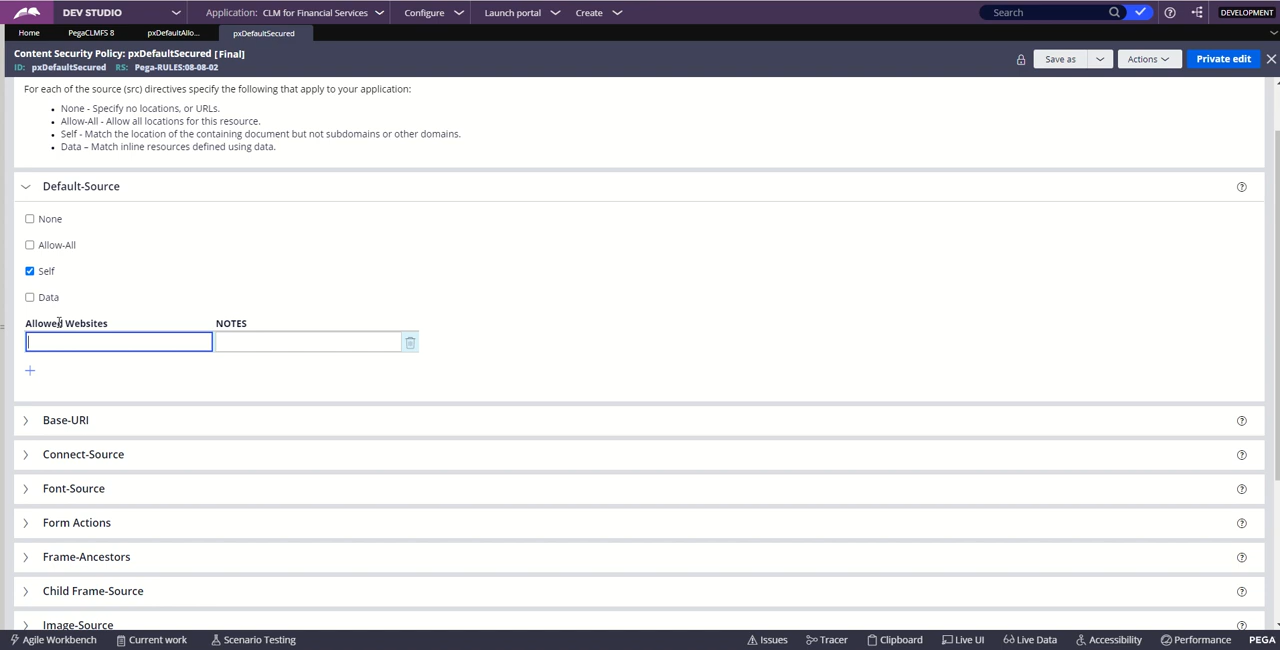 DEV STUDIO Application: CLM for Financial Services Configure Launch portal Create Search DEVELOPMENT
Home PegaCLMFS 8 pxDefaultAllo... pxDefaultSecured
Content Security Policy: pxDefaultSecured [Final]
ID: pxDefaultSecured RS: Pega-RULES:08-08-02 Save as Actions Private edit
For each of the source (src) directives specify the following that apply to your application:
None - Specify no locations, or URLs.
Allow-All - Allow all locations for this resource.
Self - Match the location of the containing document but not subdomains or other domains.
Data – Match inline resources defined using data.
Default-Source
None
Allow-All
Self
Data
Allowed Websites NOTES
Base-URI
Connect-Source
Font-Source
Form Actions
Frame-Ancestors
Child Frame-Source
Image-Source
Agile Workbench Current work Scenario Testing Issues Tracer Clipboard Live UI Live Data Accessibility Performance PEGA